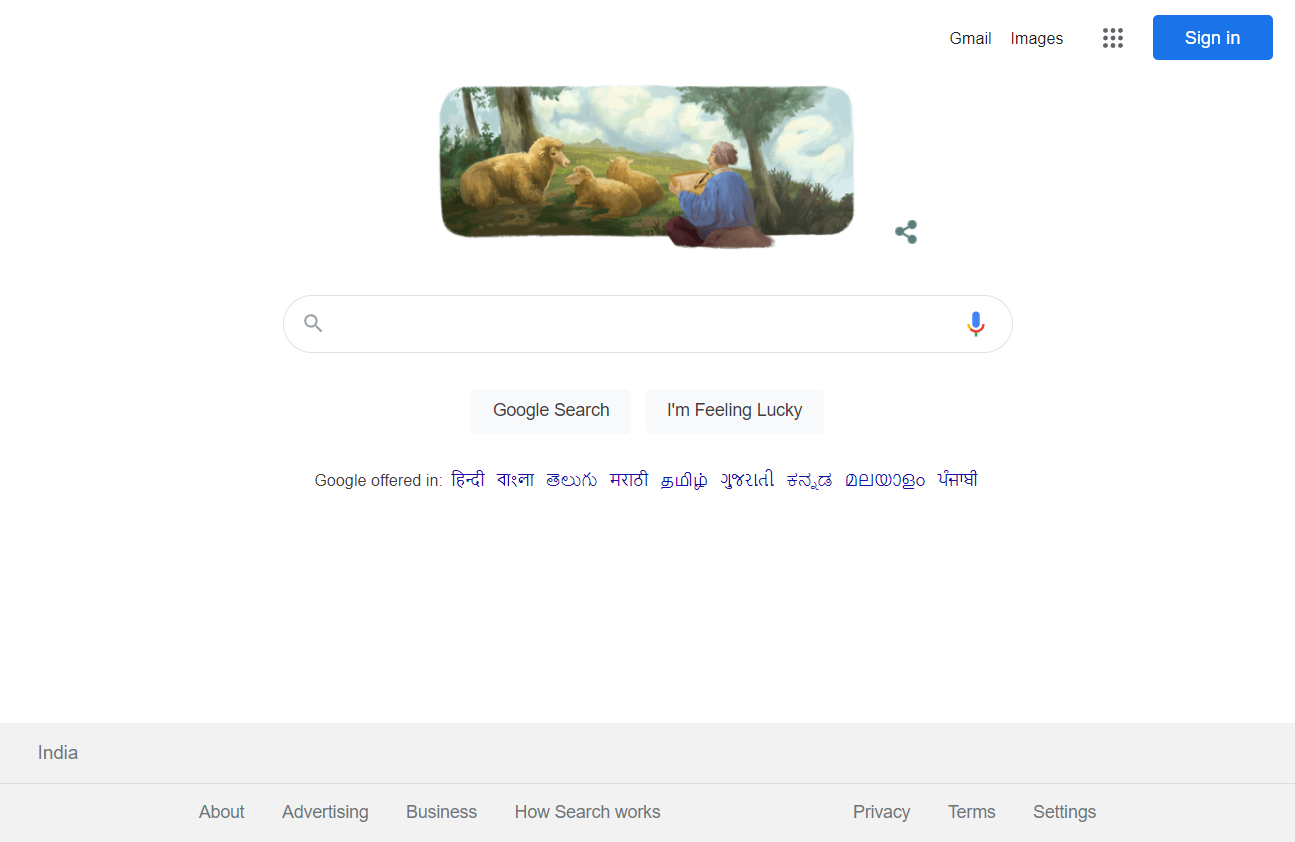 Gmail Images Sign in
Google Search I'm Feeling Lucky
Google offered in: हिन्दी বাংলা తెలుగు मराठी தமிழ் ગુજરાતી ಕನ್ನಡ മലയാളം ਪੰਜਾਬੀ
India
About Advertising Business How Search works Privacy Terms Settings